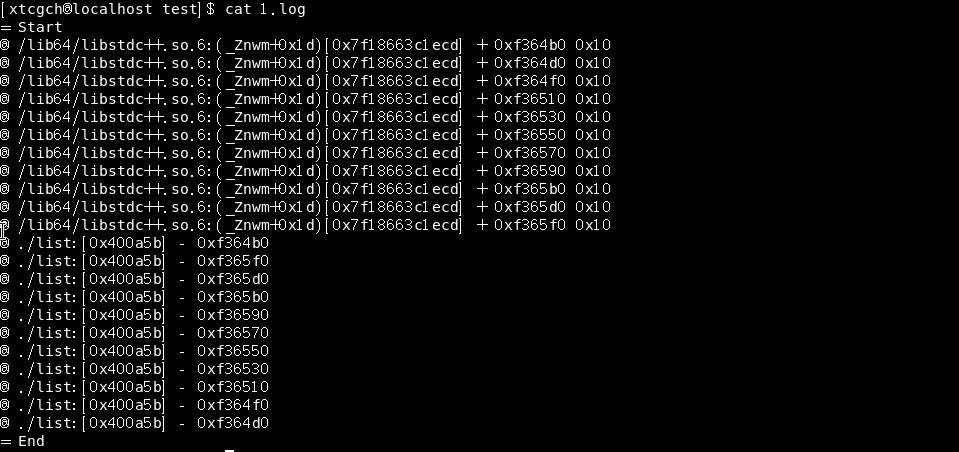 [xtcgch@localhost test]$ cat 1.log
= Start
@ /lib64/libstdc++.so.6:(_Znwm+0x1d)[0x7f18663c1ecd] + 0xf364b0 0x10
@ /lib64/libstdc++.so.6:(_Znwm+0x1d)[0x7f18663c1ecd] + 0xf364d0 0x10
@ /lib64/libstdc++.so.6:(_Znwm+0x1d)[0x7f18663c1ecd] + 0xf364f0 0x10
@ /lib64/libstdc++.so.6:(_Znwm+0x1d)[0x7f18663c1ecd] + 0xf36510 0x10
@ /lib64/libstdc++.so.6:(_Znwm+0x1d)[0x7f18663c1ecd] + 0xf36530 0x10
@ /lib64/libstdc++.so.6:(_Znwm+0x1d)[0x7f18663c1ecd] + 0xf36550 0x10
@ /lib64/libstdc++.so.6:(_Znwm+0x1d)[0x7f18663c1ecd] + 0xf36570 0x10
@ /lib64/libstdc++.so.6:(_Znwm+0x1d)[0x7f18663c1ecd] + 0xf36590 0x10
@ /lib64/libstdc++.so.6:(_Znwm+0x1d)[0x7f18663c1ecd] + 0xf365b0 0x10
@ /lib64/libstdc++.so.6:(_Znwm+0x1d)[0x7f18663c1ecd] + 0xf365d0 0x10
@ /lib64/libstdc++.so.6:(_Znwm+0x1d)[0x7f18663c1ecd] + 0xf365f0 0x10
@ ./list:[0x400a5b] - 0xf364b0
@ ./list:[0x400a5b] - 0xf365f0
@ ./list:[0x400a5b] - 0xf365d0
@ ./list:[0x400a5b] - 0xf365b0
@ ./list:[0x400a5b] - 0xf36590
@ ./list:[0x400a5b] - 0xf36570
@ ./list:[0x400a5b] - 0xf36550
@ ./list:[0x400a5b] - 0xf36530
@ ./list:[0x400a5b] - 0xf36510
@ ./list:[0x400a5b] - 0xf364f0
@ ./list:[0x400a5b] - 0xf364d0
= End